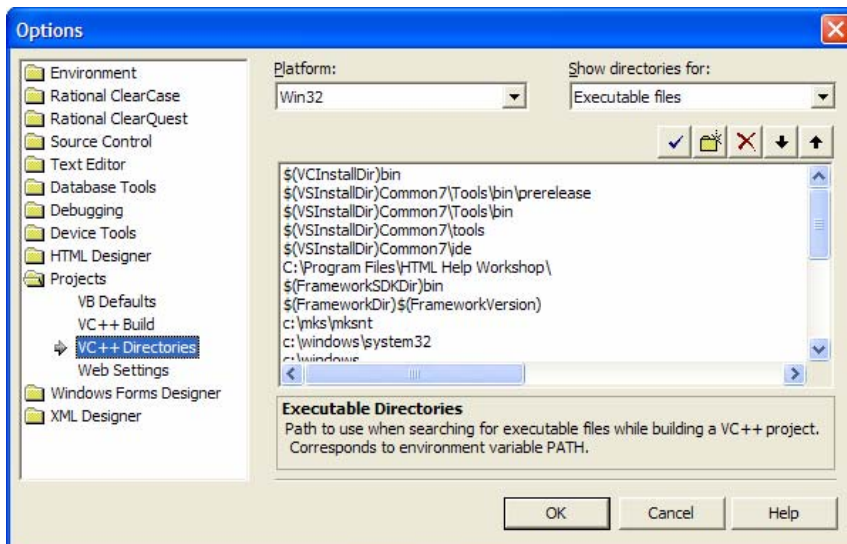 Options
Environment
Rational ClearCase
Rational ClearQuest
Source Control
Text Editor
Database Tools
Debugging
Device Tools
HTML Designer
Projects
VB Defaults
VC++ Build
VC++ Directories
Web Settings
Windows Forms Designer
XML Designer
Platform:
Win32
Show directories for:
Executable files
$(VCInstallDir)bin
$(VSInstallDir)Common7\Tools\bin\prerelease
$(VSInstallDir)Common7\Tools\bin
$(VSInstallDir)Common7\tools
$(VSInstallDir)Common7\ide
C:\Program Files\HTML Help Workshop\
$(FrameworkSDKDir)bin
$(FrameworkDir)$(FrameworkVersion)
c:\mks\mksnt
c:\windows\system32
c:\windows
Executable Directories
Path to use when searching for executable files while building a VC++ project.
Corresponds to environment variable PATH.
OK
Cancel
Help